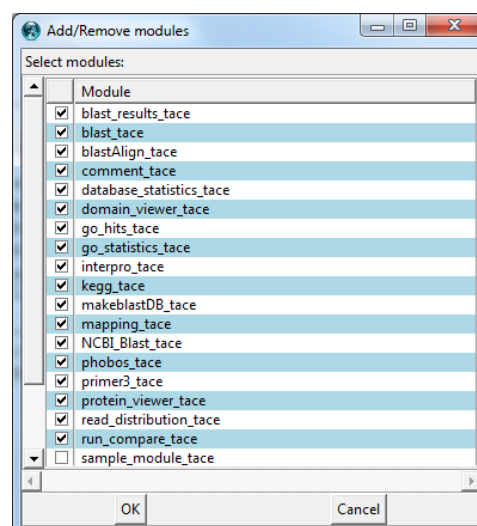 Add/Remove modules
Select modules:
Module
blast_results_tace
blast_tace
blastAlign_tace
comment_tace
database_statistics_tace
domain_viewer_tace
go_hits_tace
go_statistics_tace
interpro_tace
kegg_tace
makeblastDB_tace
mapping_tace
NCBI_Blast_tace
phobos_tace
primer3_tace
protein_viewer_tace
read_distribution_tace
run_compare_tace
sample_module_tace
OK Cancel